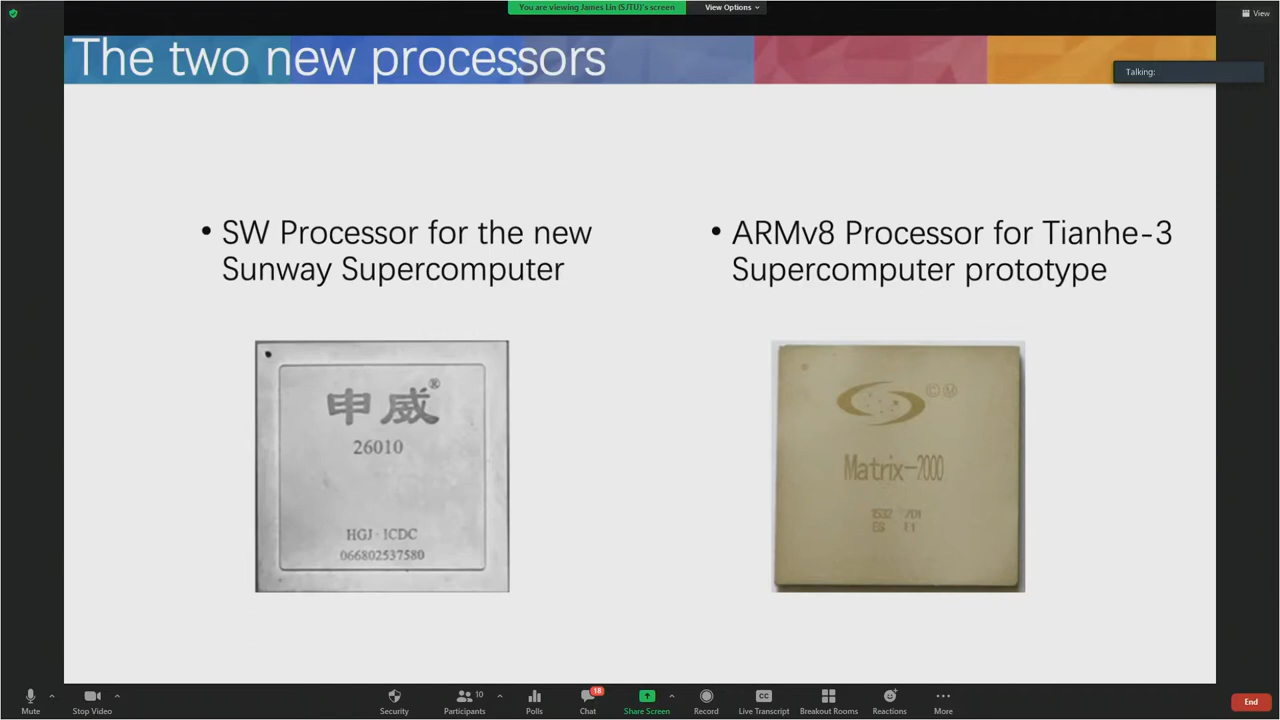 You are viewing James Lin (SJTU)'s screen
View Options
View
The two new processors
Talking:
• SW Processor for the new
Sunway Supercomputer
• ARMv8 Processor for Tianhe-3
Supercomputer prototype
申威®
26010
HGJ·ICDC
066802537580
©Ⓜ
Matrix-2000
1532
ES
Mute
Stop Video
Security
Participants
10
Polls
Chat
18
Share Screen
Record
CC
Live Transcript
Breakout Rooms
Reactions
More
End